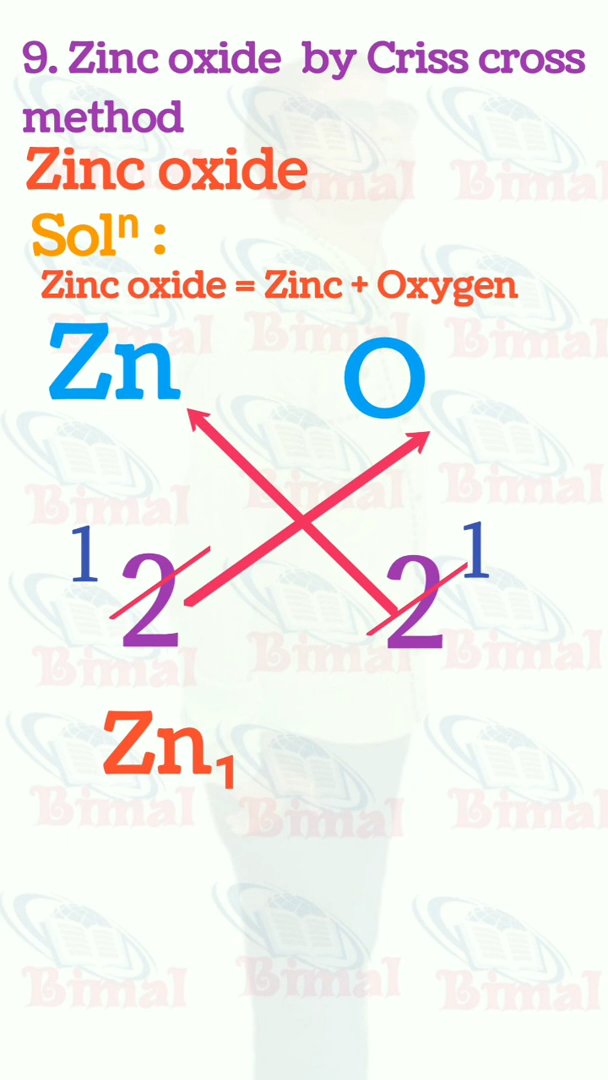 9. Zinc oxide by Criss cross
method
Zinc oxide
Solⁿ :
Zinc oxide = Zinc + Oxygen
Zn O
1 2 2 1
Zn₁
Bimal